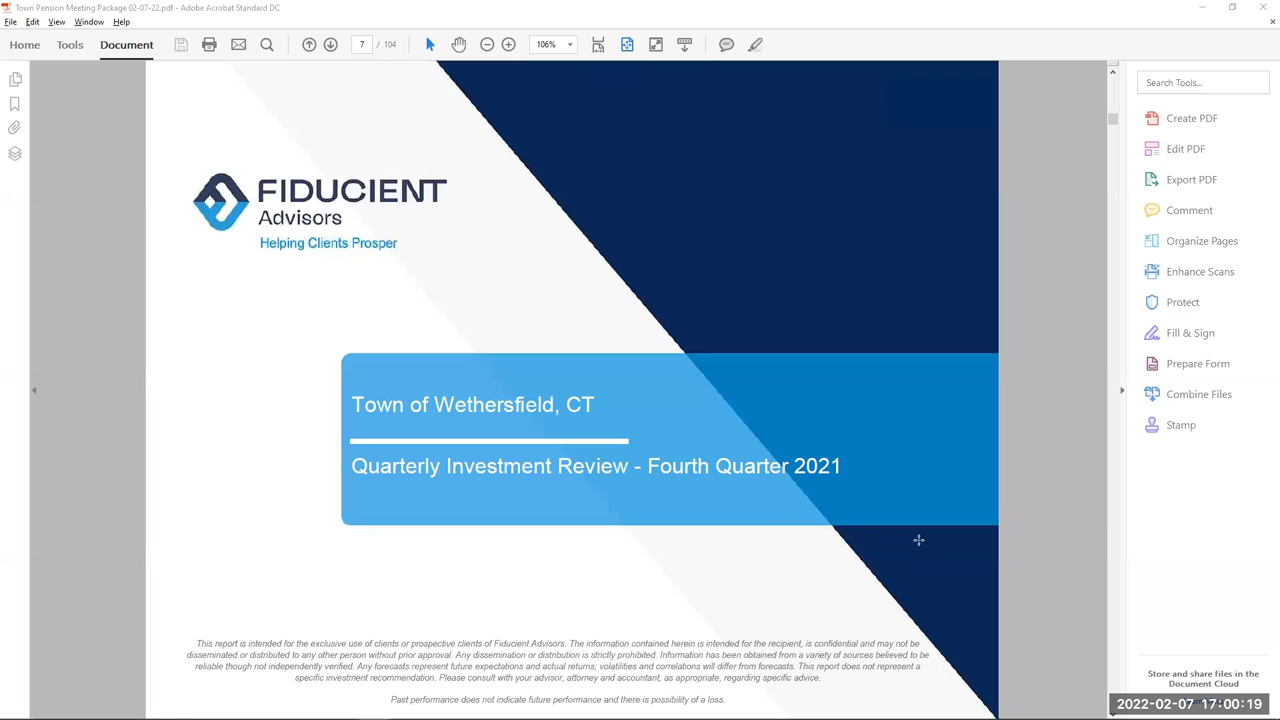 Town Pension Meeting Package 02-07-22.pdf - Adobe Acrobat Standard DC
File Edit View Window Help
Home Tools Document 7 / 104 106%
Search Tools...
Create PDF
Edit PDF
Export PDF
Comment
Organize Pages
Enhance Scans
Protect
Fill & Sign
Prepare Form
Combine Files
Stamp
FIDUCIENT
Advisors
Helping Clients Prosper
Town of Wethersfield, CT
Quarterly Investment Review - Fourth Quarter 2021
This report is intended for the exclusive use of clients or prospective clients of Fiducient Advisors. The information contained herein is intended for the recipient, is confidential and may not be
disseminated or distributed to any other person without prior approval. Any dissemination or distribution is strictly prohibited. Information has been obtained from a variety of sources believed to be
reliable though not independently verified. Any forecasts represent future expectations and actual returns; volatilities and correlations will differ from forecasts. This report does not represent a
specific investment recommendation. Please consult with your advisor, attorney and accountant, as appropriate, regarding specific advice.
Past performance does not indicate future performance and there is possibility of a loss.
Store and share files in the
Document Cloud
2022-02-07 17:00:19